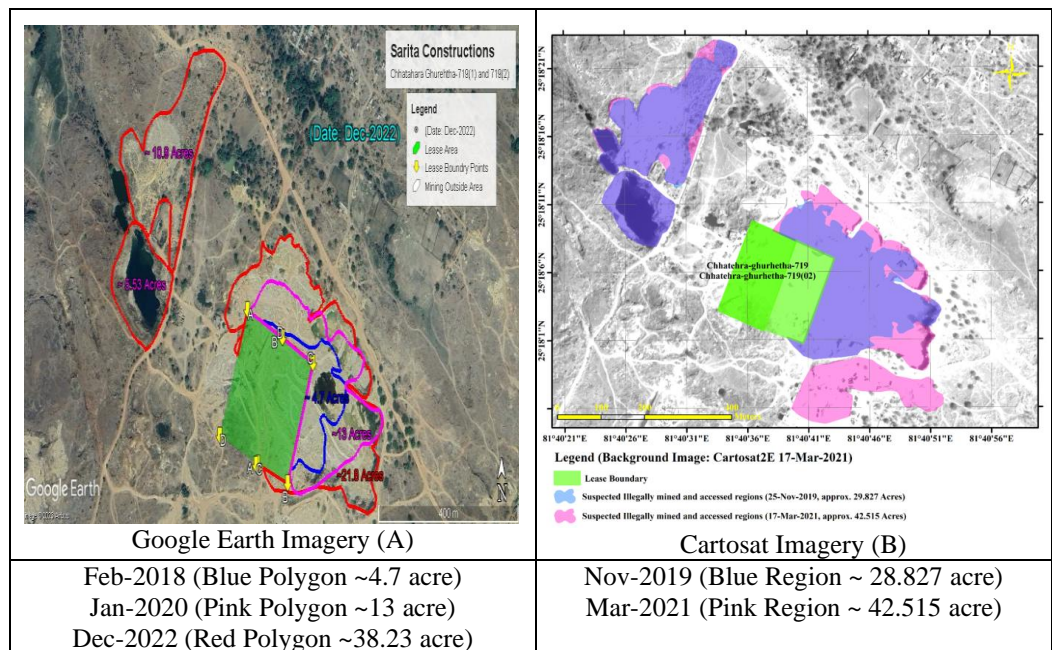 Sarita Constructions
Chhatahara Ghurehtha-719(1) and 719(2)
Legend
(Date: Dec-2022)
Lease Area
Lease Boundry Points
Mining Outside Area
(Date: Dec-2022)
~ 10.9 Acres
~ 5.53 Acres
A
B
C
~ 4.7 Acres
~13 Acres
~21.8 Acres
D
A
C
B
N
Google Earth
400 m
Google Earth Imagery (A)
25°18'21"N
25°18'16"N
25°18'11"N
25°18'6"N
25°18'1"N
Chhatehra-ghurhetha-719
Chhatehra-ghurhetha-719(02)
81°40'21"E
81°40'26"E
81°40'31"E
81°40'36"E
81°40'41"E
81°40'46"E
81°40'51"E
81°40'56"E
Legend (Background Image: Cartosat2E 17-Mar-2021)
Lease Boundary
Suspected Illegally mined and accessed regions (25-Nov-2019, approx. 29.827 Acres)
Suspected Illegally mined and accessed regions (17-Mar-2021, approx. 42.515 Acres)
Cartosat Imagery (B)
Feb-2018 (Blue Polygon ~4.7 acre)
Jan-2020 (Pink Polygon ~13 acre)
Dec-2022 (Red Polygon ~38.23 acre)
Nov-2019 (Blue Region ~ 28.827 acre)
Mar-2021 (Pink Region ~ 42.515 acre)